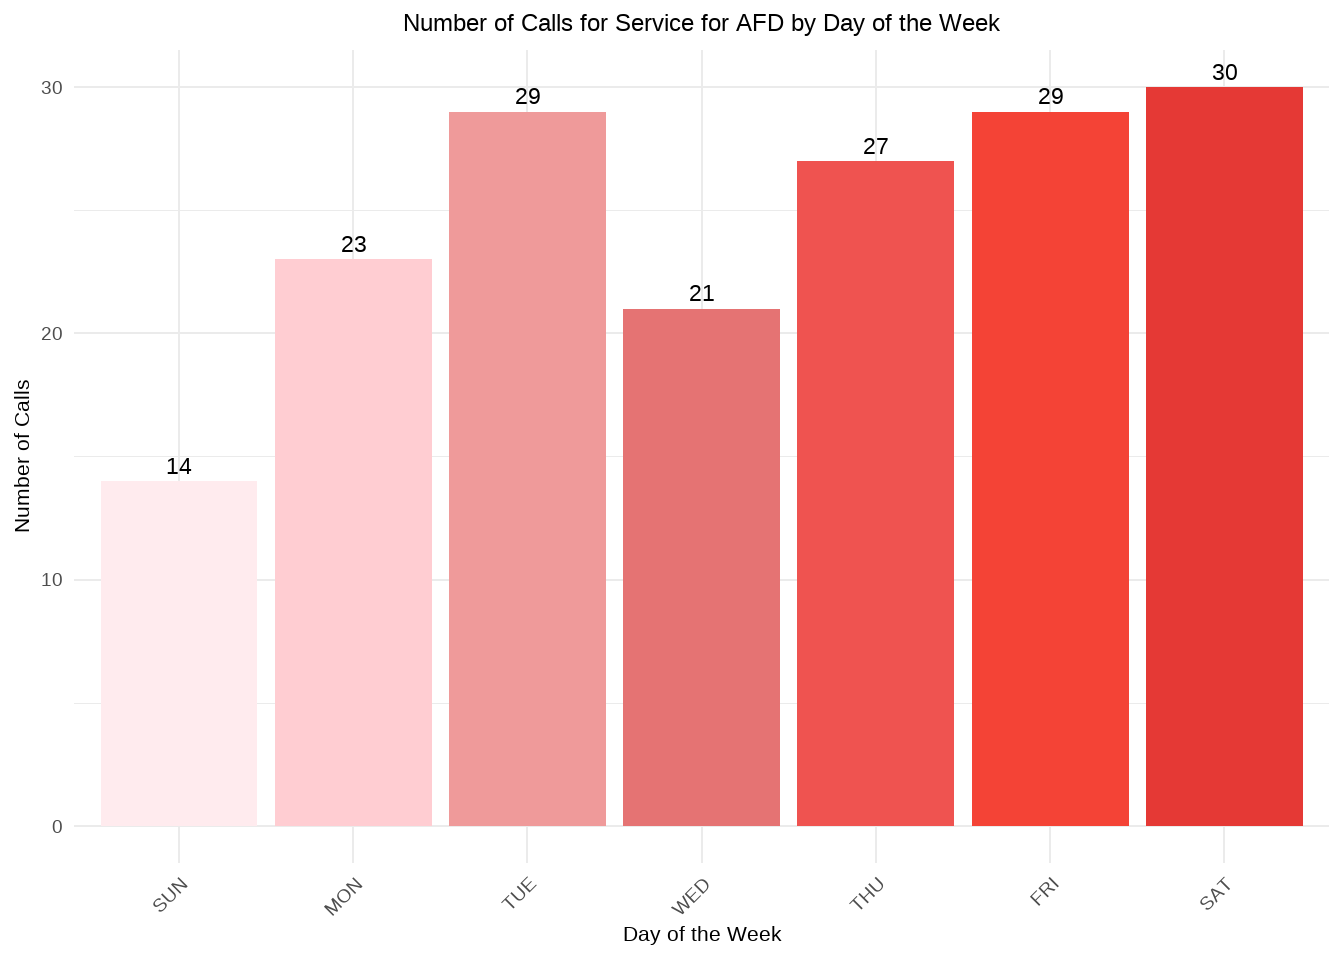 Number of Calls for Service for AFD by Day of the Week
30
29
29
27
23
21
14
30
20
10
0
Number of Calls
SUN
MON
TUE
WED
THU
FRI
SAT
Day of the Week